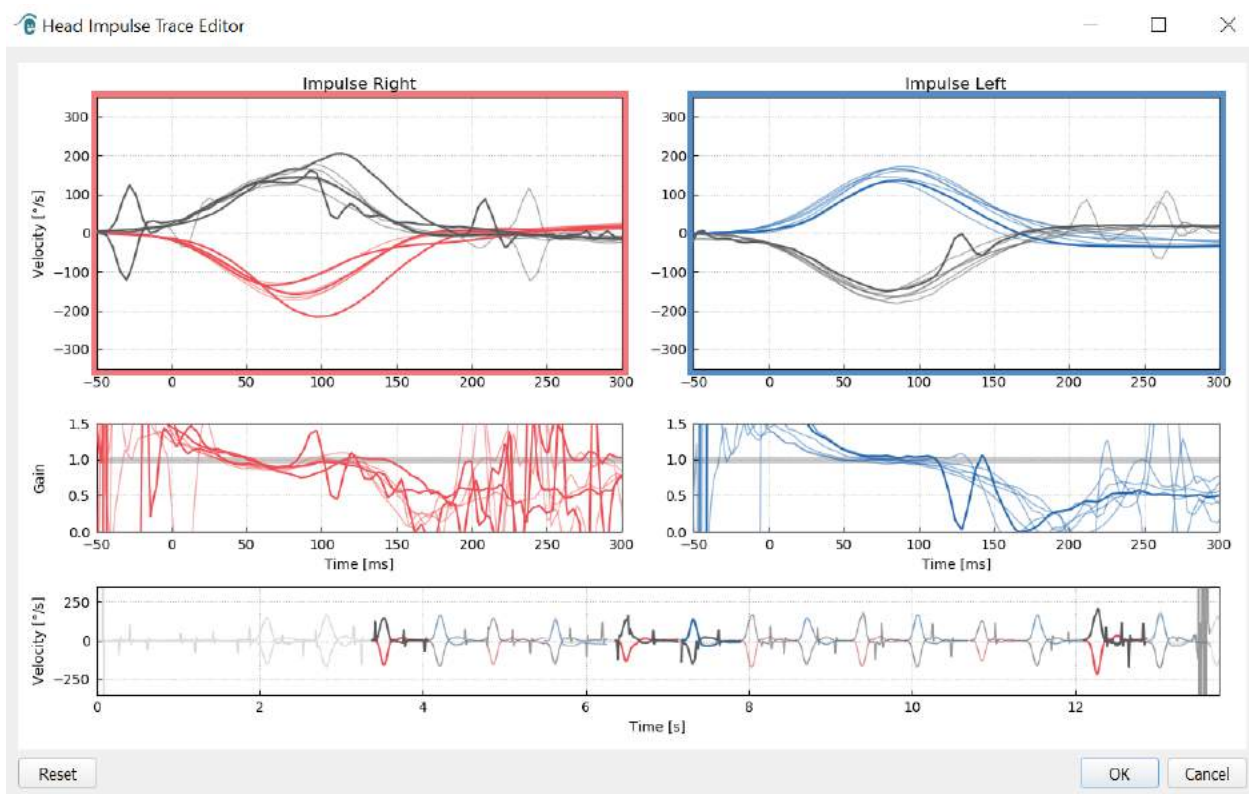 Head Impulse Trace Editor
Impulse Right
Impulse Left
300
200
100
0
−100
−200
−300
Velocity [°/s]
−50 0 50 100 150 200 250 300
300
200
100
0
−100
−200
−300
−50 0 50 100 150 200 250 300
1.5
1.0
0.5
0.0
Gain
−50 0 50 100 150 200 250 300
Time [ms]
1.5
1.0
0.5
0.0
−50 0 50 100 150 200 250 300
Time [ms]
250
0
−250
Velocity [°/s]
0 2 4 6 8 10 12
Time [s]
Reset
OK
Cancel